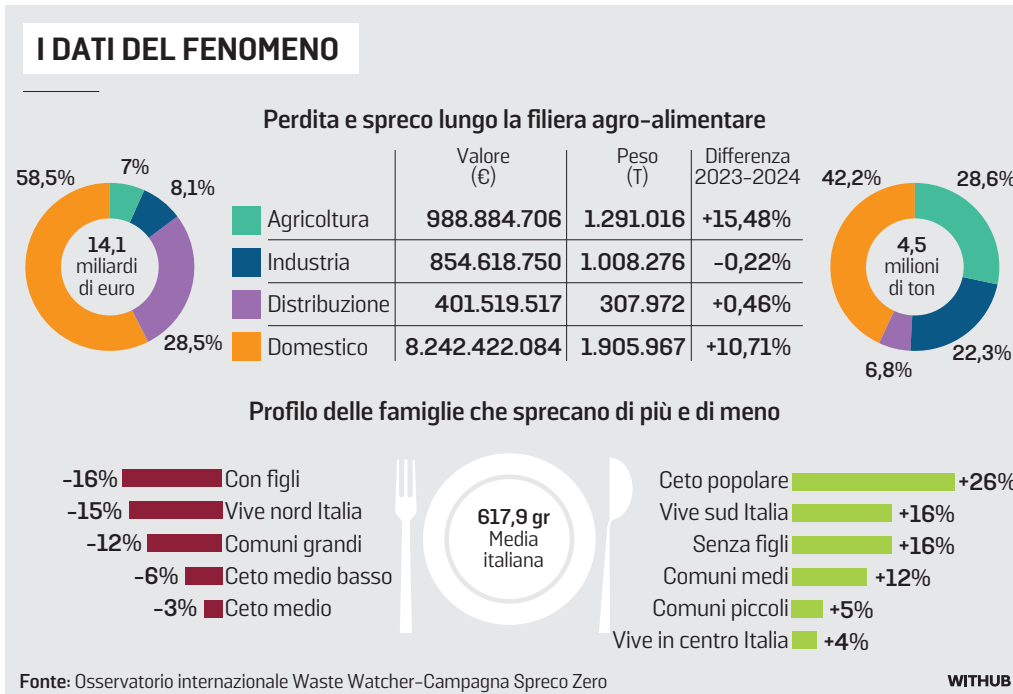 I DATI DEL FENOMENO
Perdita e spreco lungo la filiera agro-alimentare
58,5%
7%
8,1%
28,5%
14,1
miliardi
di euro
Valore
(€)
Peso
(T)
Differenza
2023-2024
Agricoltura 988.884.706 1.291.016 +15,48%
Industria 854.618.750 1.008.276 -0,22%
Distribuzione 401.519.517 307.972 +0,46%
Domestico 8.242.422.084 1.905.967 +10,71%
42,2%
28,6%
4,5
milioni
di ton
22,3%
6,8%
Profilo delle famiglie che sprecano di più e di meno
-16% Con figli
-15% Vive nord Italia
-12% Comuni grandi
-6% Ceto medio basso
-3% Ceto medio
617,9 gr
Media
italiana
Ceto popolare +26%
Vive sud Italia +16%
Senza figli +16%
Comuni medi +12%
Comuni piccoli +5%
Vive in centro Italia +4%
Fonte: Osservatorio internazionale Waste Watcher-Campagna Spreco Zero
WITHUB